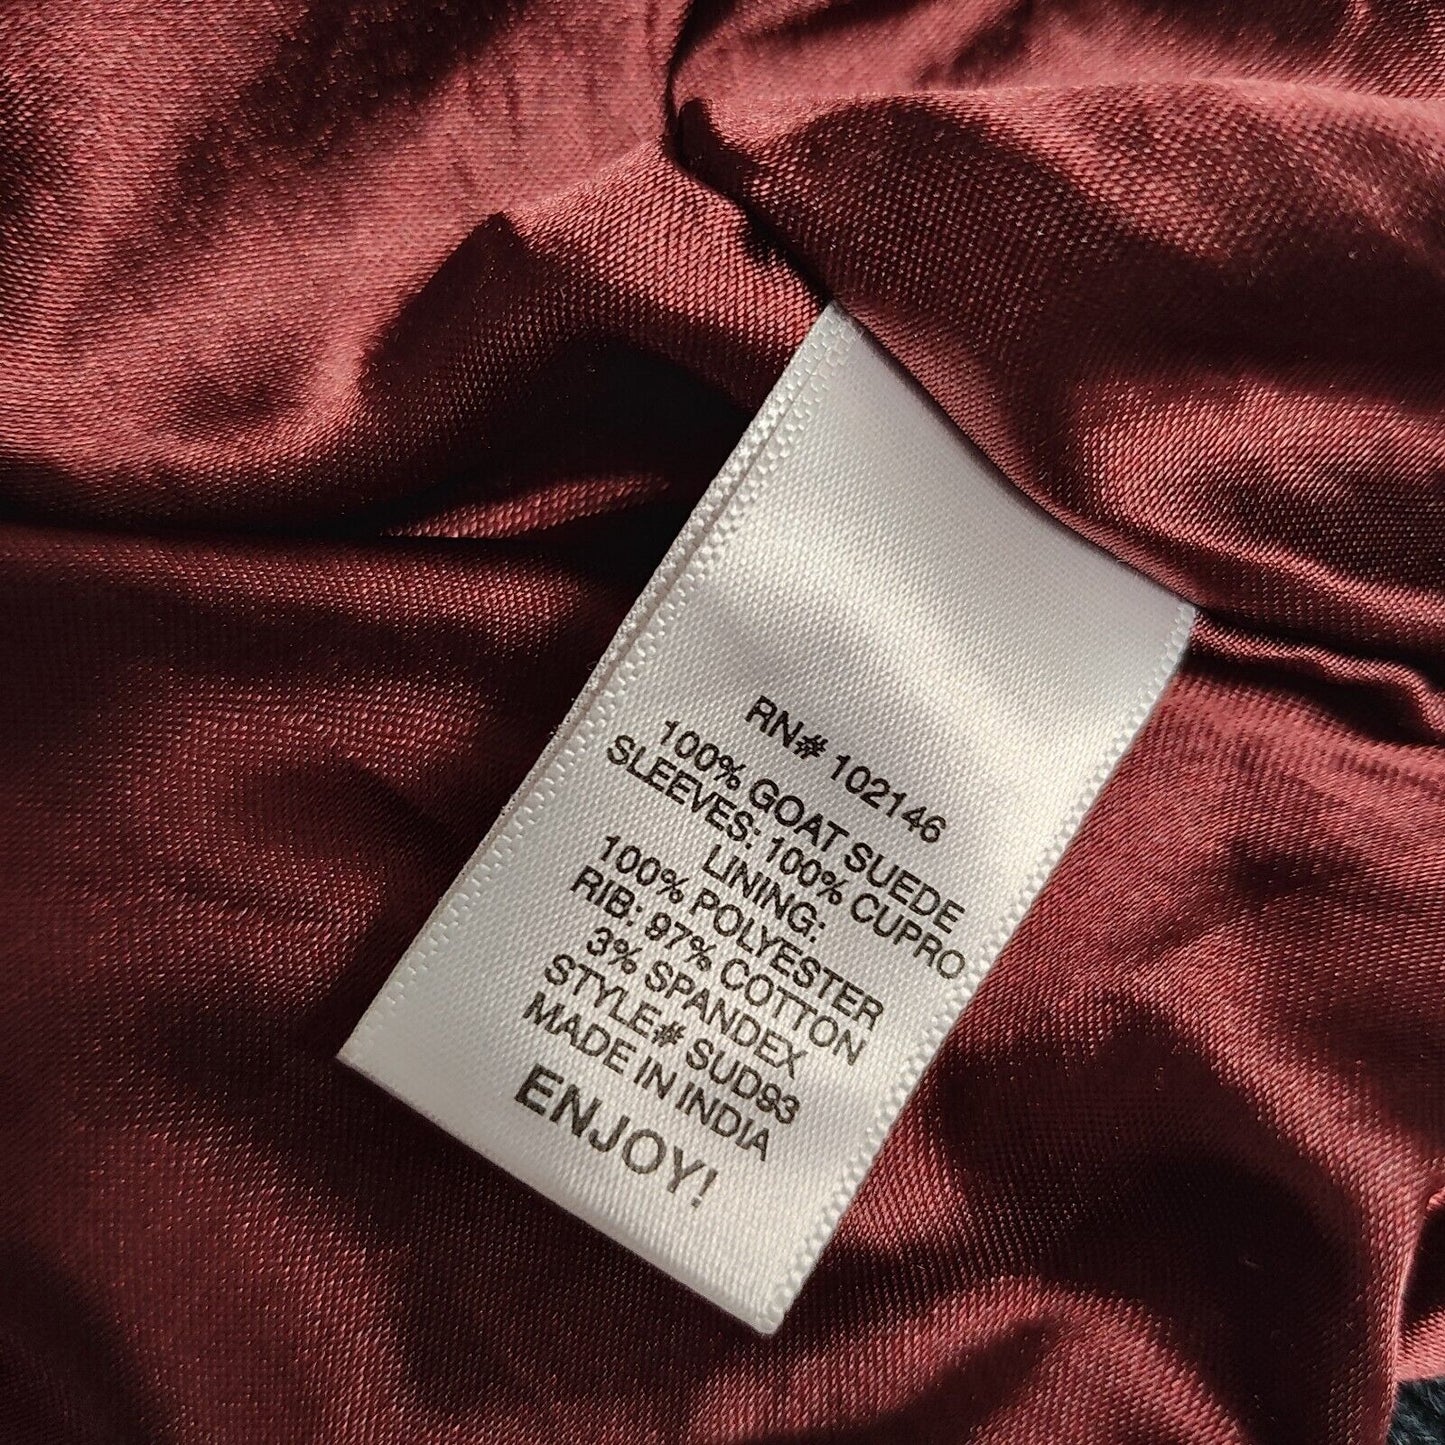 RN# 102146
100% GOAT SUEDE
SLEEVES: 100% CUPRO
LINING:
100% POLYESTER
RIB: 97% COTTON
3% SPANDEX
STYLE# SUD93
MADE IN INDIA
ENJOY!